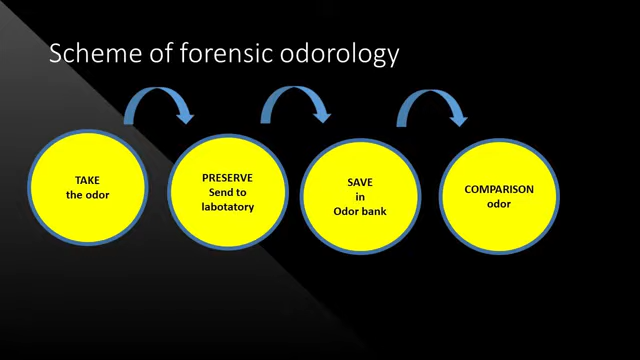 Scheme of forensic odorology
TAKE
the odor
PRESERVE
Send to
labotatory
SAVE
in
Odor bank
COMPARISON
odor